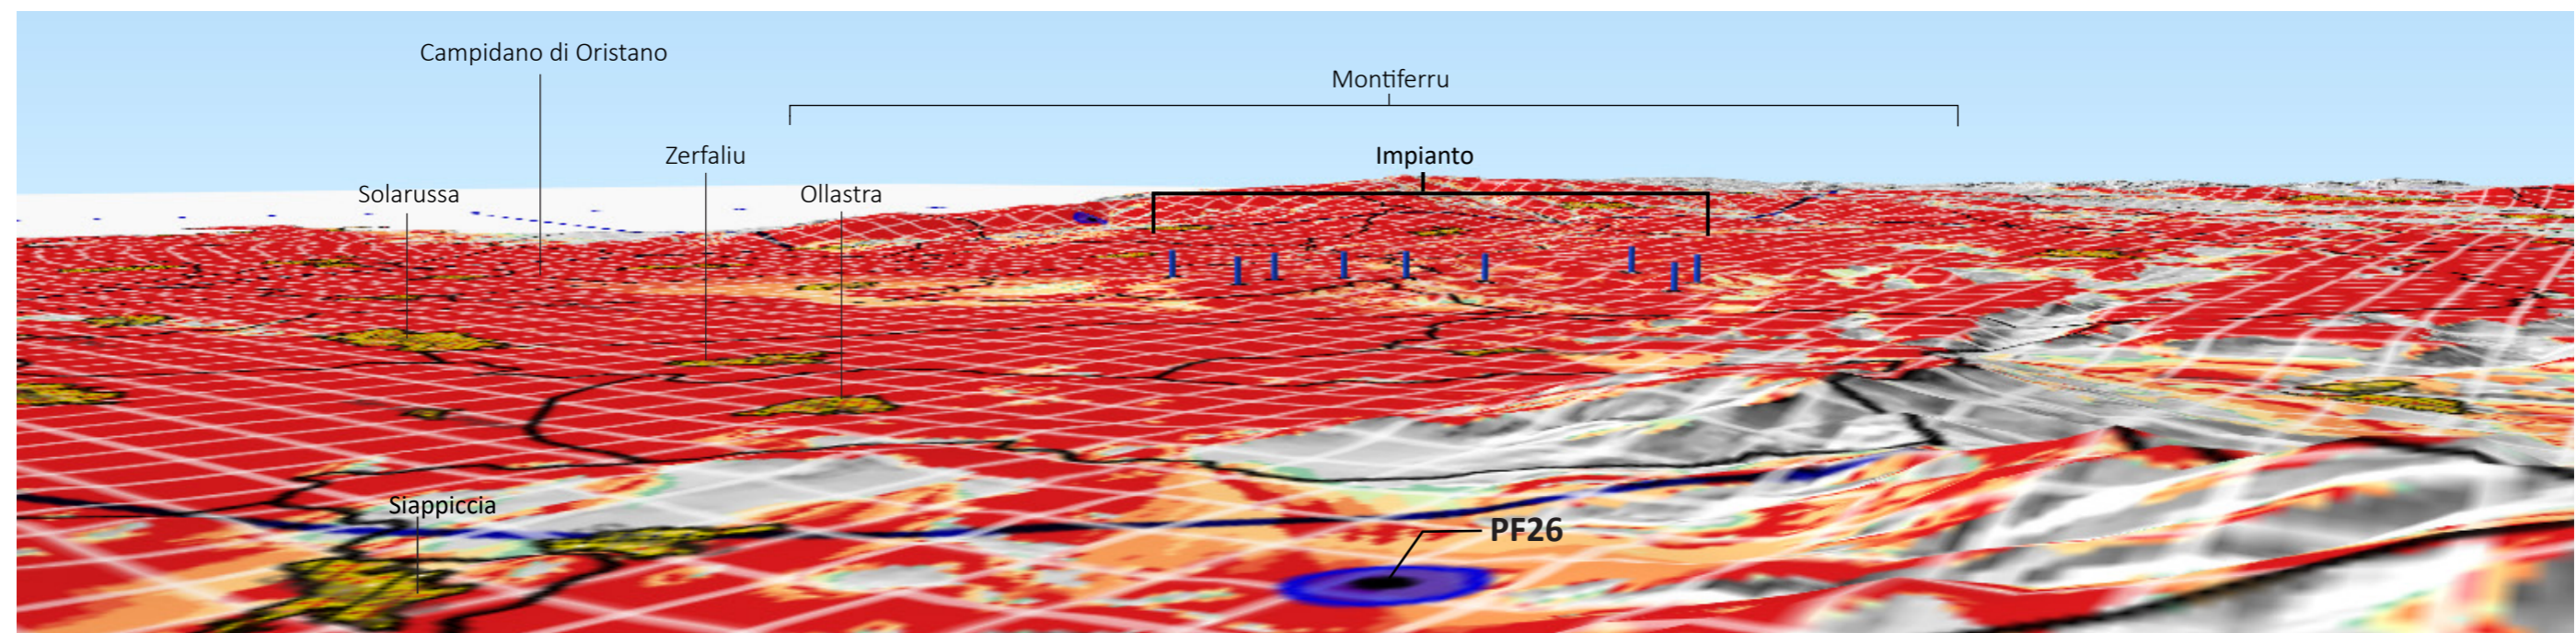 Campidano di Oristano
Montiferru
Zerfaliu
Impianto
Solarussa
Ollastra
Siappiccia
PF26